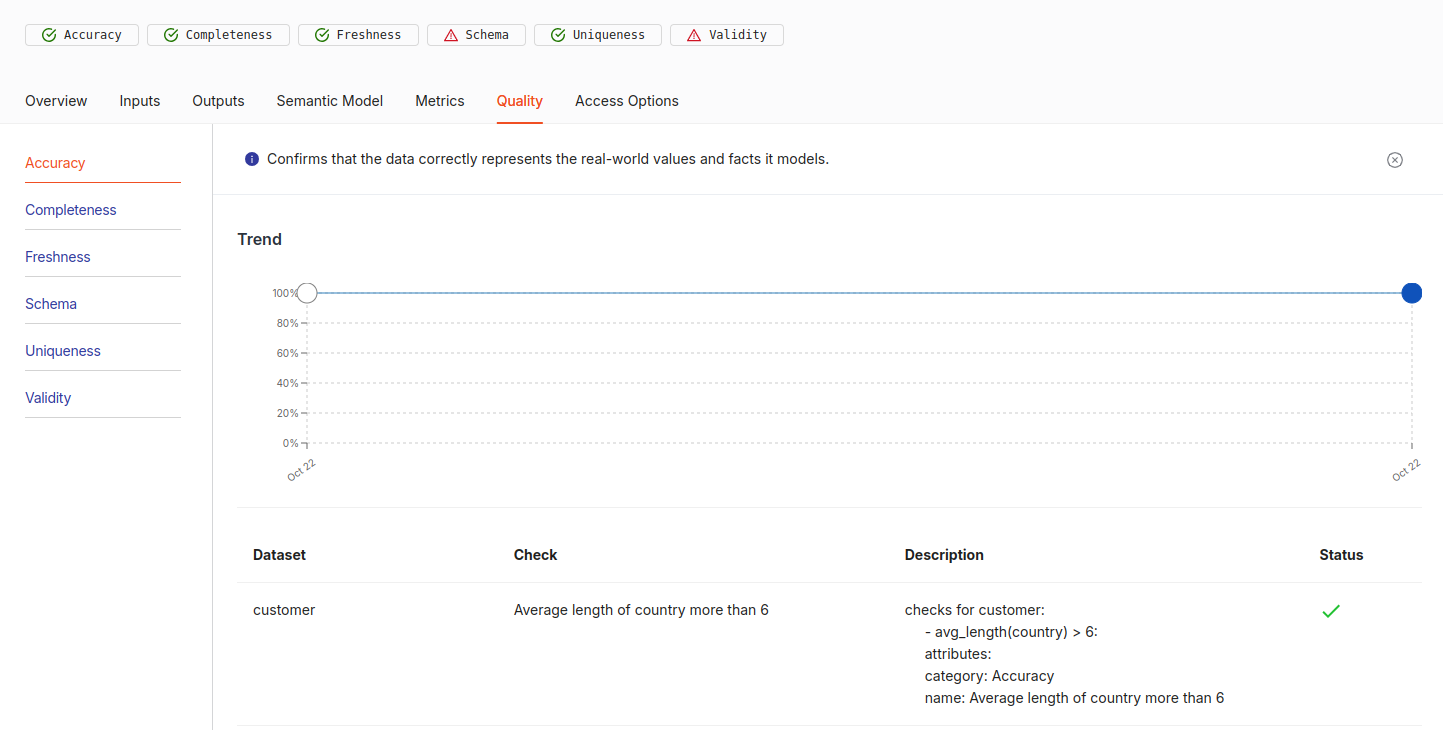 Accuracy Completeness Freshness Schema Uniqueness Validity
Overview Inputs Outputs Semantic Model Metrics Quality Access Options
Accuracy
Completeness
Freshness
Schema
Uniqueness
Validity
Confirms that the data correctly represents the real-world values and facts it models.
Trend
100%
80%
60%
40%
20%
0%
Oct 22 Oct 22
Dataset Check Description Status
customer Average length of country more than 6 checks for customer:
- avg_length(country) > 6:
attributes:
category: Accuracy
name: Average length of country more than 6